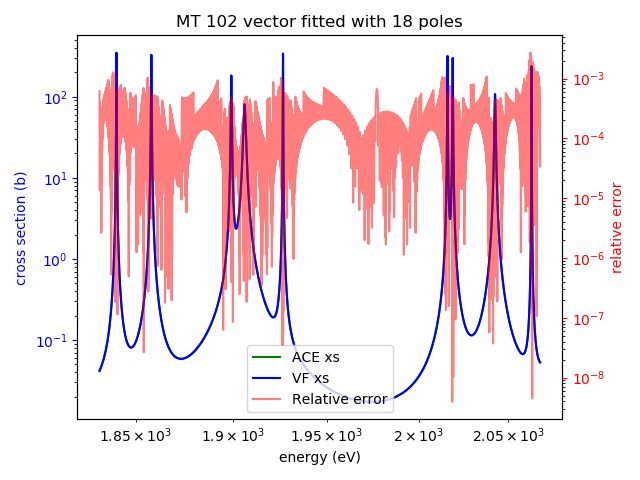 MT 102 vector fitted with 18 poles
cross section (b)
10²
10¹
10⁰
10⁻¹
10⁻³
10⁻⁴
10⁻⁵
10⁻⁶
10⁻⁷
10⁻⁸
relative error
ACE xs
VF xs
Relative error
1.85 × 10³
1.9 × 10³
1.95 × 10³
2 × 10³
2.05 × 10³
energy (eV)